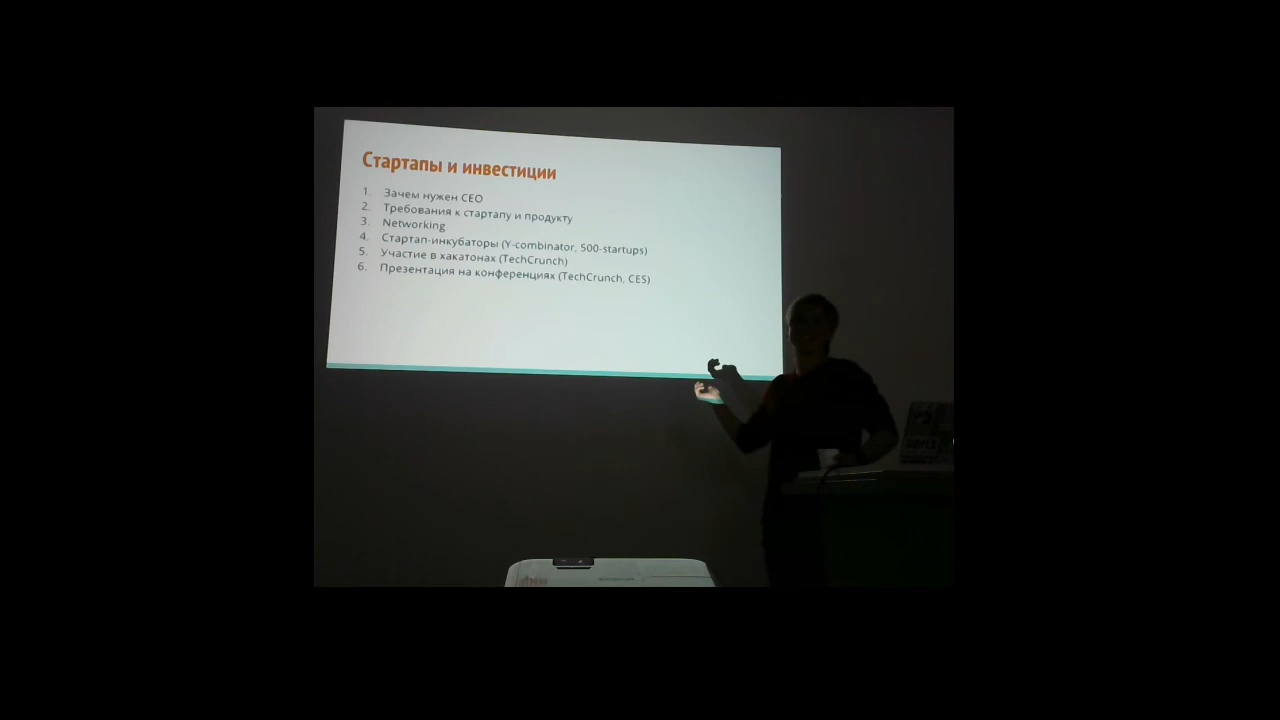 Стартапы и инвестиции
1. Зачем нужен CEO
2. Требования к стартапу и продукту
3. Networking
4. Стартап-инкубаторы (Y-combinator, 500-startups)
5. Участие в хакатонах (TechCrunch)
6. Презентация на конференциях (TechCrunch, CES)